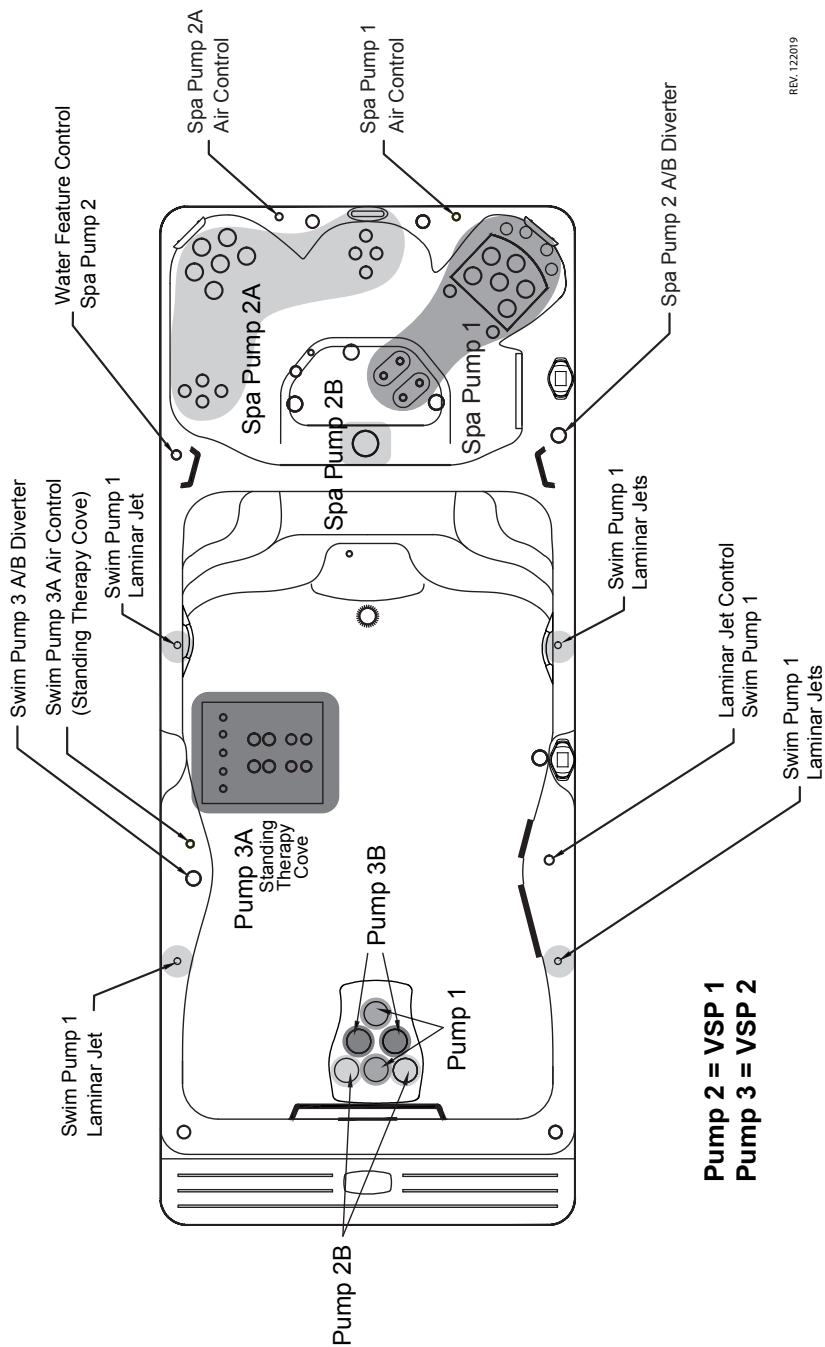 Water Feature Control
Spa Pump 2
Spa Pump 2A
Air Control
Spa Pump 1
Air Control
Swim Pump 3 A/B Diverter
Swim Pump 3A Air Control
(Standing Therapy Cove)
Swim Pump 1
Laminar Jet
Swim Pump 1
Laminar Jet
Spa Pump 2A
Spa Pump 2B
Spa Pump 1
Pump 3A
Standing
Therapy
Cove
Pump 3B
Pump 1
Pump 2B
Spa Pump 2 A/B Diverter
Swim Pump 1
Laminar Jets
Laminar Jet Control
Swim Pump 1
Swim Pump 1
Laminar Jets
Pump 2 = VSP 1
Pump 3 = VSP 2
REV. 122019